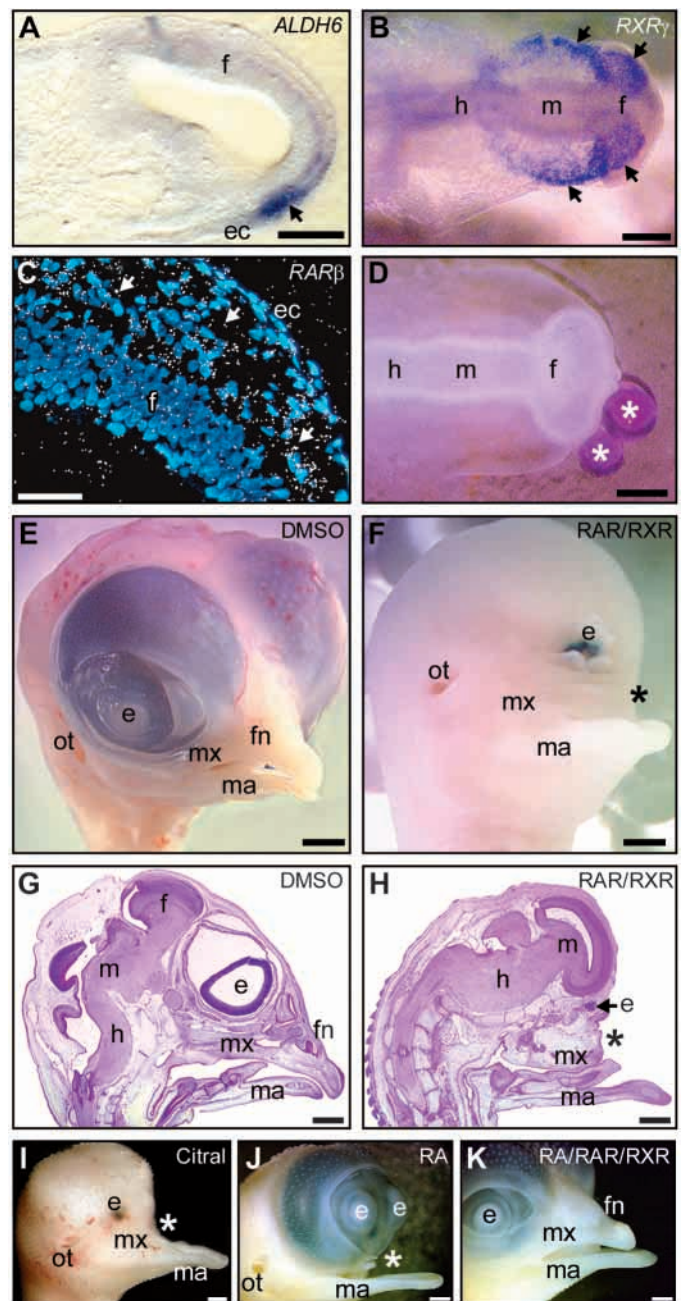 A ALDH6
f
ec
B RXRγ
h m f
C RARβ
ec
f
D
h m f
*
*
E DMSO
e
ot
fn
mx
ma
F RAR/RXR
e
ot
mx *
ma
G DMSO
f
m
e
h
fn
mx
ma
H RAR/RXR
m
h
e
*
mx
ma
I Citral
e
*
ot
mx
ma
J RA
e e
*
ot
ma
K RA/RAR/RXR
fn
e
mx
ma